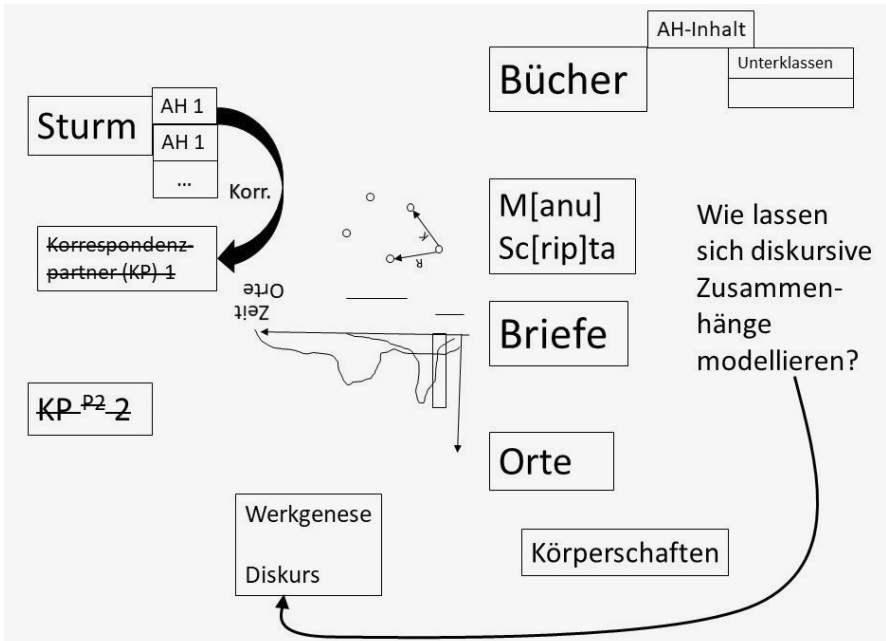 AH-Inhalt
Bücher
Unterklassen
Sturm
AH 1
AH 1
...
Korr.
Korrespondenz-
partner (KP) 1
M[anu]
Sc[rip]ta
Wie lassen
sich diskursive
Zusammen-
hänge
modellieren?
K
R
Orte
Zeit
Briefe
KP P2 2
Orte
Werkgenese
Diskurs
Körperschaften